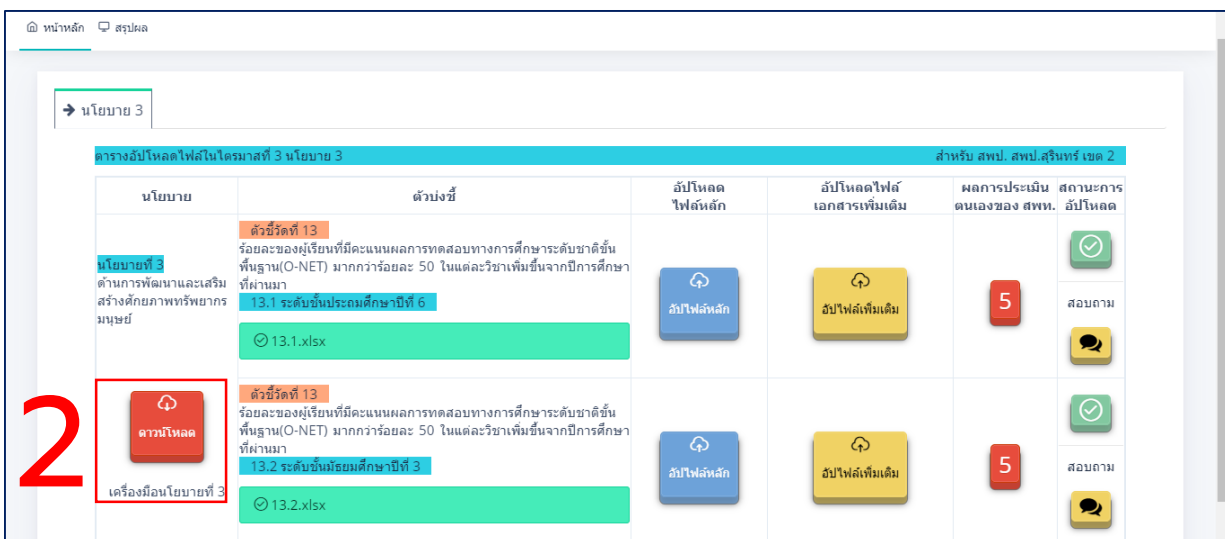 หน้าหลัก สรุปผล
นโยบาย 3
ตารางอัปโหลดไฟล์ในไตรมาสที่ 3 นโยบาย 3 สำหรับ สพป. สพป.สุรินทร์ เขต 2
นโยบาย ตัวบ่งชี้ อัปโหลด อัปโหลดไฟล์ ผลการประเมิน สถานะการ
ไฟล์หลัก เอกสารเพิ่มเติม ตนเองของ สพท. อัปโหลด
นโยบายที่ 3
ด้านการพัฒนาและเสริม
สร้างศักยภาพทรัพยากร
มนุษย์
ตัวชี้วัดที่ 13
ร้อยละของผู้เรียนที่มีคะแนนผลการทดสอบทางการศึกษาระดับชาติขั้น
พื้นฐาน(O-NET) มากกว่าร้อยละ 50 ในแต่ละวิชาเพิ่มขึ้นจากปีการศึกษา
ที่ผ่านมา
13.1 ระดับชั้นประถมศึกษาปีที่ 6
13.1.xlsx
อัปไฟล์หลัก
อัปไฟล์เพิ่มเติม
5
สอบถาม
2
ดาวน์โหลด
เครื่องมือนโยบายที่ 3
ตัวชี้วัดที่ 13
ร้อยละของผู้เรียนที่มีคะแนนผลการทดสอบทางการศึกษาระดับชาติขั้น
พื้นฐาน(O-NET) มากกว่าร้อยละ 50 ในแต่ละวิชาเพิ่มขึ้นจากปีการศึกษา
ที่ผ่านมา
13.2 ระดับชั้นมัธยมศึกษาปีที่ 3
13.2.xlsx
อัปไฟล์หลัก
อัปไฟล์เพิ่มเติม
5
สอบถาม